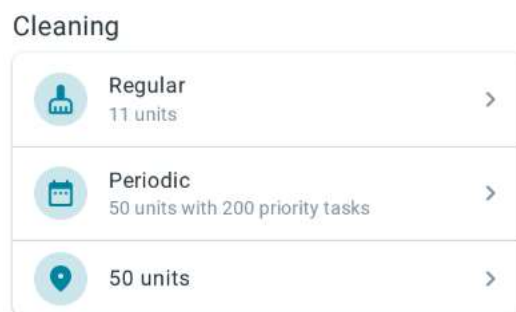 Cleaning
Regular
11 units
Periodic
50 units with 200 priority tasks
50 units